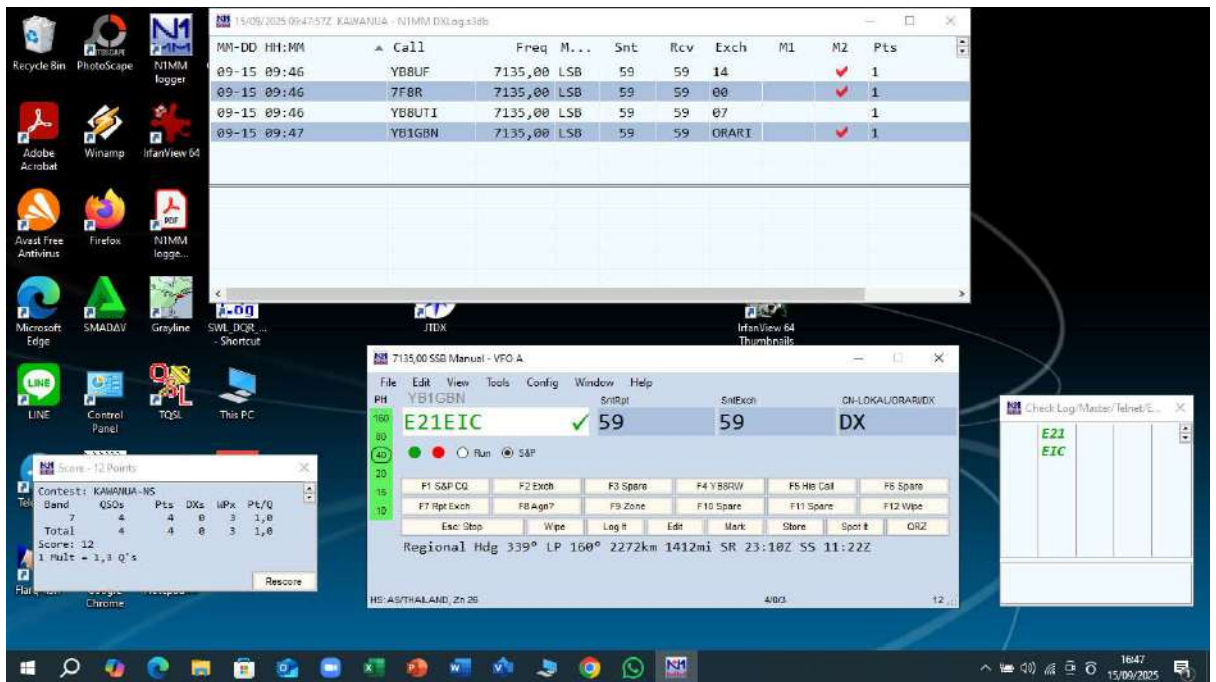 15/09/2025 09:47:57Z KAWANUA - N1MM DXLog.s3db
MM-DD HH:MM Call Freq M... Snt Rcv Exch M1 M2 Pts
09-15 09:46 YB8UF 7135,00 LSB 59 59 14 1
09-15 09:46 7F8R 7135,00 LSB 59 59 00 1
09-15 09:46 YB8UTI 7135,00 LSB 59 59 07 1
09-15 09:47 YB1GBN 7135,00 LSB 59 59 ORARI 1
Recycle Bin
PhotoScape
N1MM
logger
Adobe
Acrobat
Winamp
IrfanView 64
Avast Free
Antivirus
Firefox
N1MM
logge...
Microsoft
Edge
SMADAV
Grayline
SWL_DQR_...
- Shortcut
JTDX
IrfanView 64
Thumbnails
LINE
Control
Panel
TQSL
This PC
7135,00 SSB Manual - VFO A
File Edit View Tools Config Window Help
PH YB1GBN SntRpt SntExch CN-LOKAL/ORARI/DX
E21EIC 59 59 DX
160
80
40
20
15
10
Run S&P
F1 S&P CQ F2 Exch F3 Spare F4 YB8RW F5 His Call F6 Spare
F7 Rpt Exch F8 Agn? F9 Zone F10 Spare F11 Spare F12 Wipe
Esc: Stop Wipe Log It Edit Mark Store Spot It QRZ
Regional Hdg 339° LP 160° 2272km 1412mi SR 23:10Z SS 11:22Z
HS: AS/THAILAND, Zn 26 4/0/3 12
Check Log/Master/Telnet/E...
E21
EIC
Score - 12 Points
Contest: KAWANUA-NS
Band QSOs Pts DXs WPx Pt/Q
7 4 4 0 3 1,0
Total 4 4 0 3 1,0
Score: 12
1 Mult = 1,3 Q's
Rescore
Chrome
16:47
15/09/2025